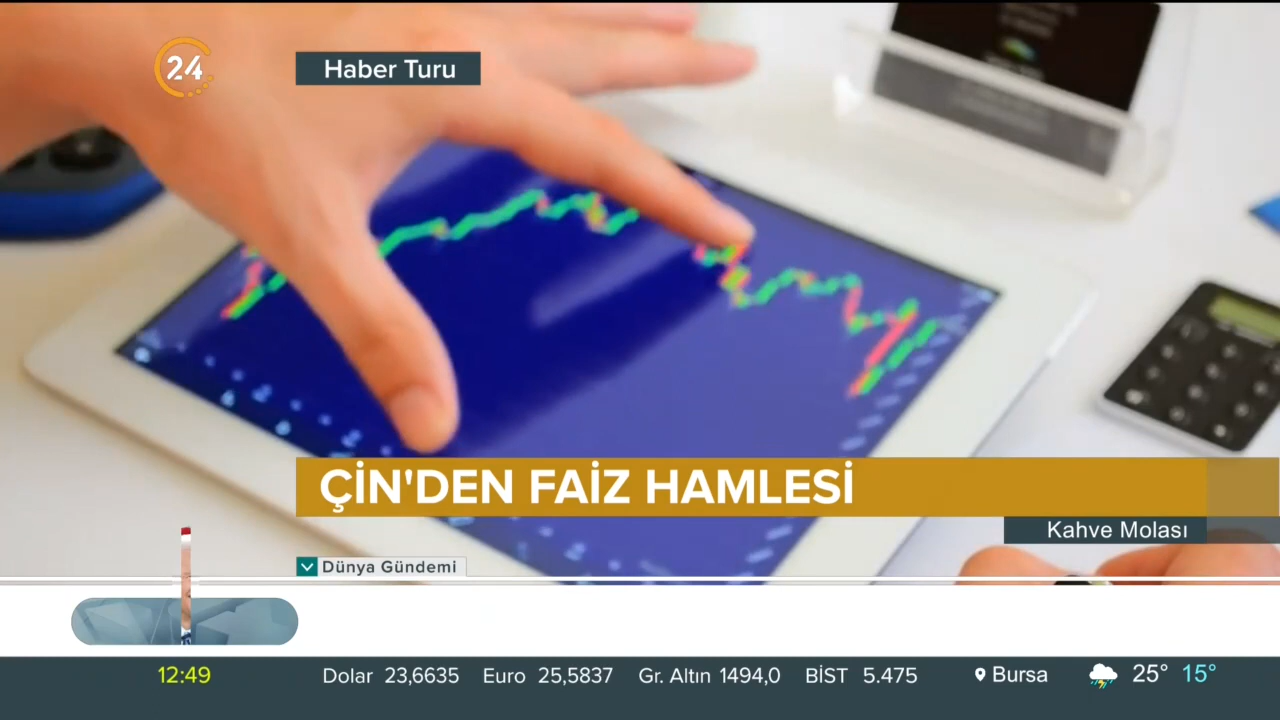 24
Haber Turu
ÇİN'DEN FAİZ HAMLESİ
Kahve Molası
Dünya Gündemi
12:49 Dolar 23,6635 Euro 25,5837 Gr. Altın 1494,0 BİST 5.475 Bursa 25° 15°